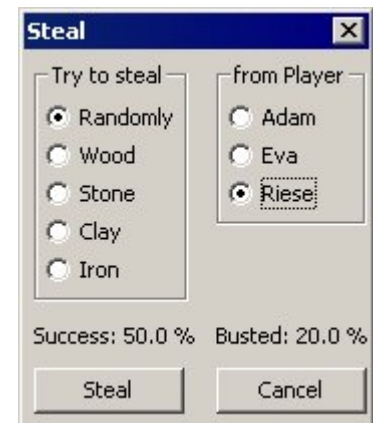 Steal
Try to steal
from Player
Randomly
Adam
Wood
Eva
Stone
Riese
Clay
Iron
Success: 50.0 % Busted: 20.0 %
Steal
Cancel